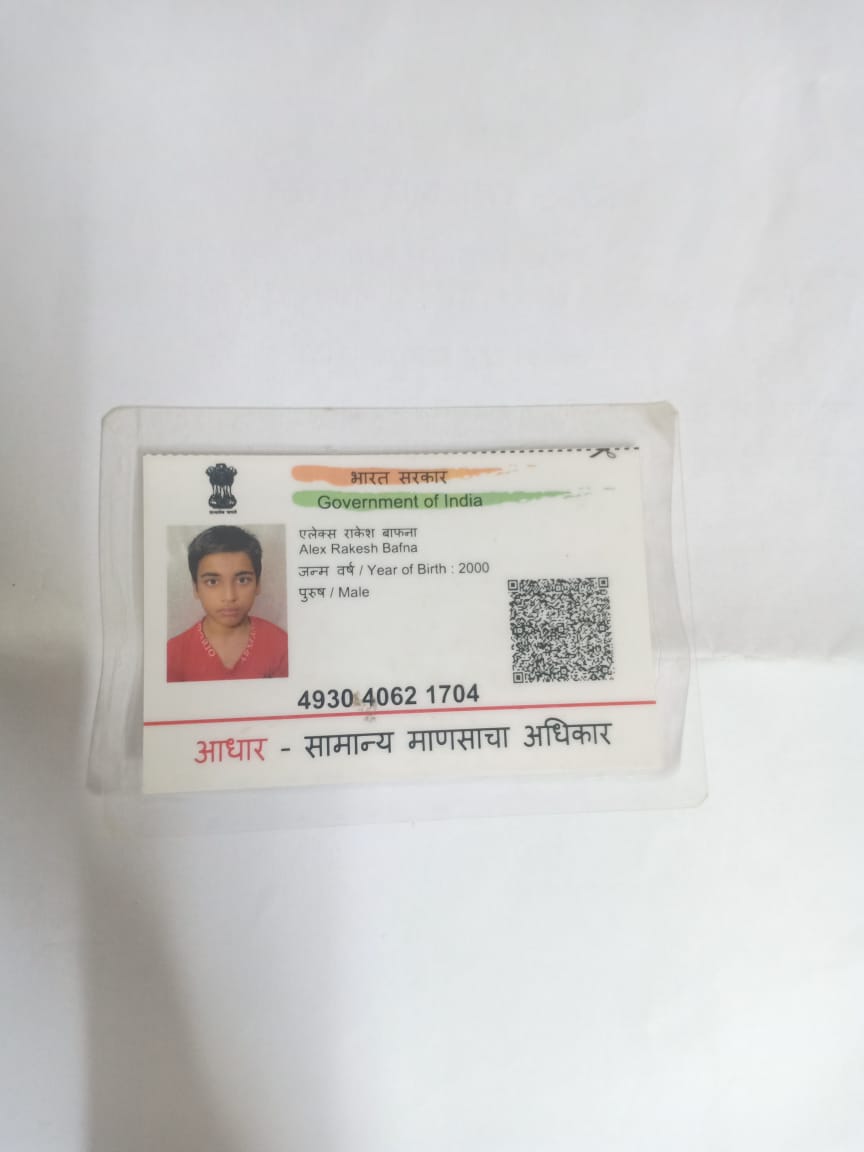 भारत सरकार
Government of India
एलेक्स राकेश बाफना
Alex Rakesh Bafna
जन्म वर्ष / Year of Birth : 2000
पुरुष / Male
4930 4062 1704
आधार - सामान्य माणसाचा अधिकार